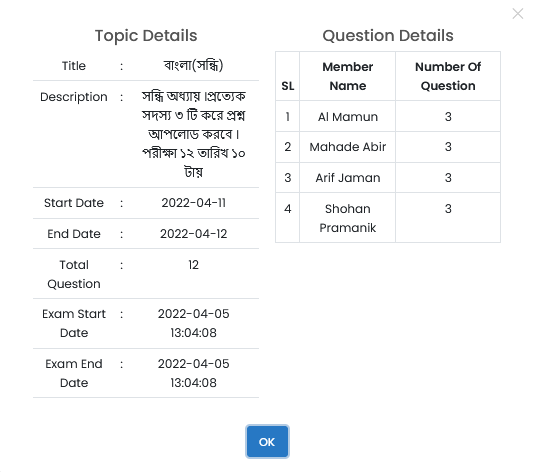 Topic Details
Title : বাংলা(সন্ধি)
Description : সন্ধি অধ্যায় ।প্রত্যেক
সদস্য ৩ টি করে প্রশ্ন
আপলোড করবে ।
পরীক্ষা ১২ তারিখ ১০
টায়
Start Date : 2022-04-11
End Date : 2022-04-12
Total : 12
Question
Exam Start : 2022-04-05
Date 13:04:08
Exam End : 2022-04-05
Date 13:04:08
Question Details
Member Number Of
SL Name Question
1 Al Mamun 3
2 Mahade Abir 3
3 Arif Jaman 3
4 Shohan 3
Pramanik
OK